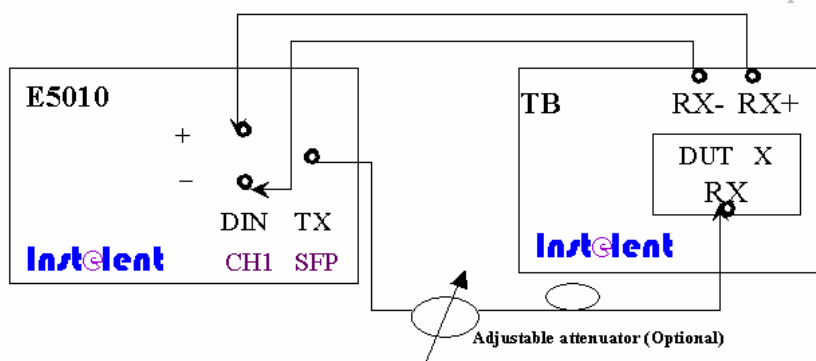 E5010
+
−
DIN TX
CH1 SFP
Instelent
TB
RX- RX+
DUT X
RX
Instelent
Adjustable attenuator (Optional)